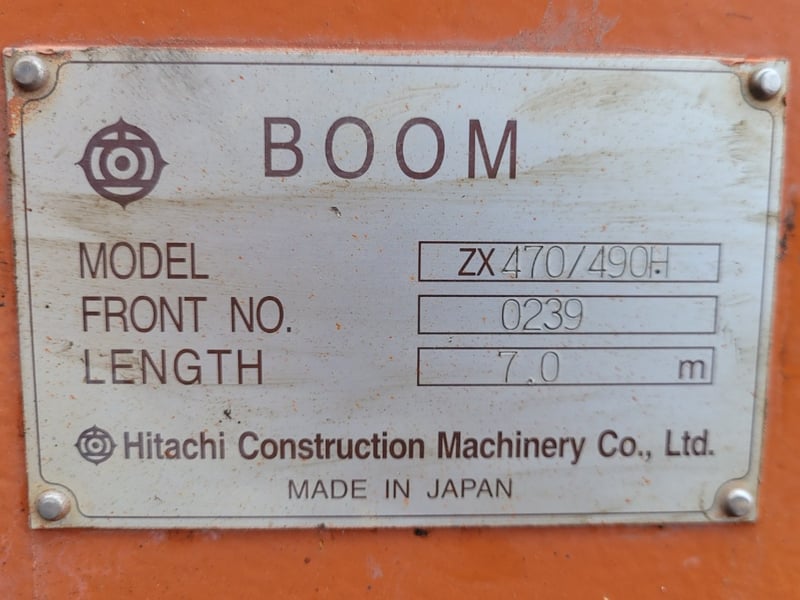 BOOM
MODEL ZX470/490H
FRONT NO. 0239
LENGTH 7.0 m
Hitachi Construction Machinery Co., Ltd.
MADE IN JAPAN